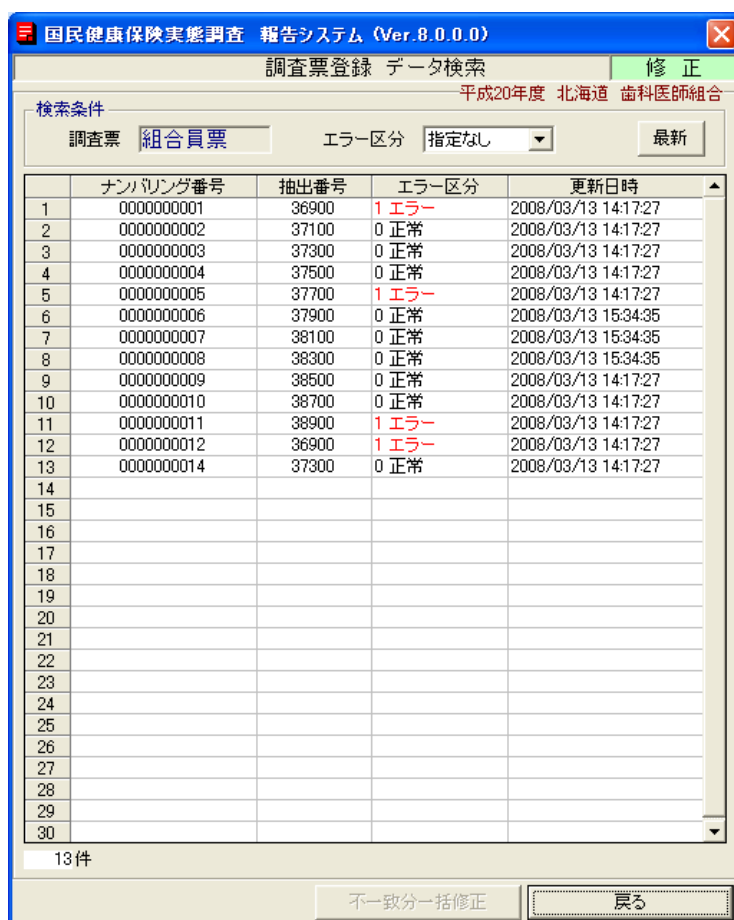 国民健康保険実態調査 報告システム (Ver.8.0.0.0)
調査票登録 データ検索 修 正
平成20年度 北海道 歯科医師組合
検索条件
調査票 組合員票 エラー区分 指定なし 最新
ナンバリング番号 抽出番号 エラー区分 更新日時
1 0000000001 36900 1 エラー 2008/03/13 14:17:27
2 0000000002 37100 0 正常 2008/03/13 14:17:27
3 0000000003 37300 0 正常 2008/03/13 14:17:27
4 0000000004 37500 0 正常 2008/03/13 14:17:27
5 0000000005 37700 1 エラー 2008/03/13 14:17:27
6 0000000006 37900 0 正常 2008/03/13 15:34:35
7 0000000007 38100 0 正常 2008/03/13 15:34:35
8 0000000008 38300 0 正常 2008/03/13 15:34:35
9 0000000009 38500 0 正常 2008/03/13 14:17:27
10 0000000010 38700 0 正常 2008/03/13 14:17:27
11 0000000011 38900 1 エラー 2008/03/13 14:17:27
12 0000000012 36900 1 エラー 2008/03/13 14:17:27
13 0000000014 37300 0 正常 2008/03/13 14:17:27
14
15
16
17
18
19
20
21
22
23
24
25
26
27
28
29
30
13件
不一致分一括修正 戻る